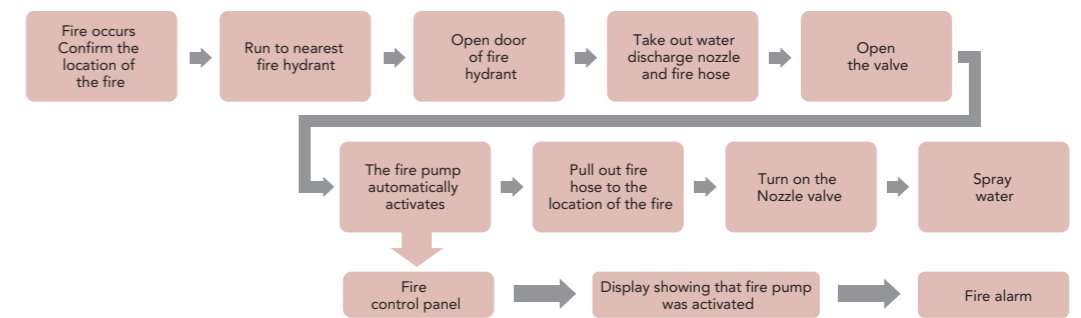 Fire occurs
Confirm the
location of
the fire
Run to nearest
fire hydrant
Open door
of fire
hydrant
Take out water
discharge nozzle
and fire hose
Open
the valve
The fire pump
automatically
activates
Pull out fire
hose to the
location of the fire
Turn on the
Nozzle valve
Spray
water
Fire
control panel
Display showing that fire pump
was activated
Fire alarm